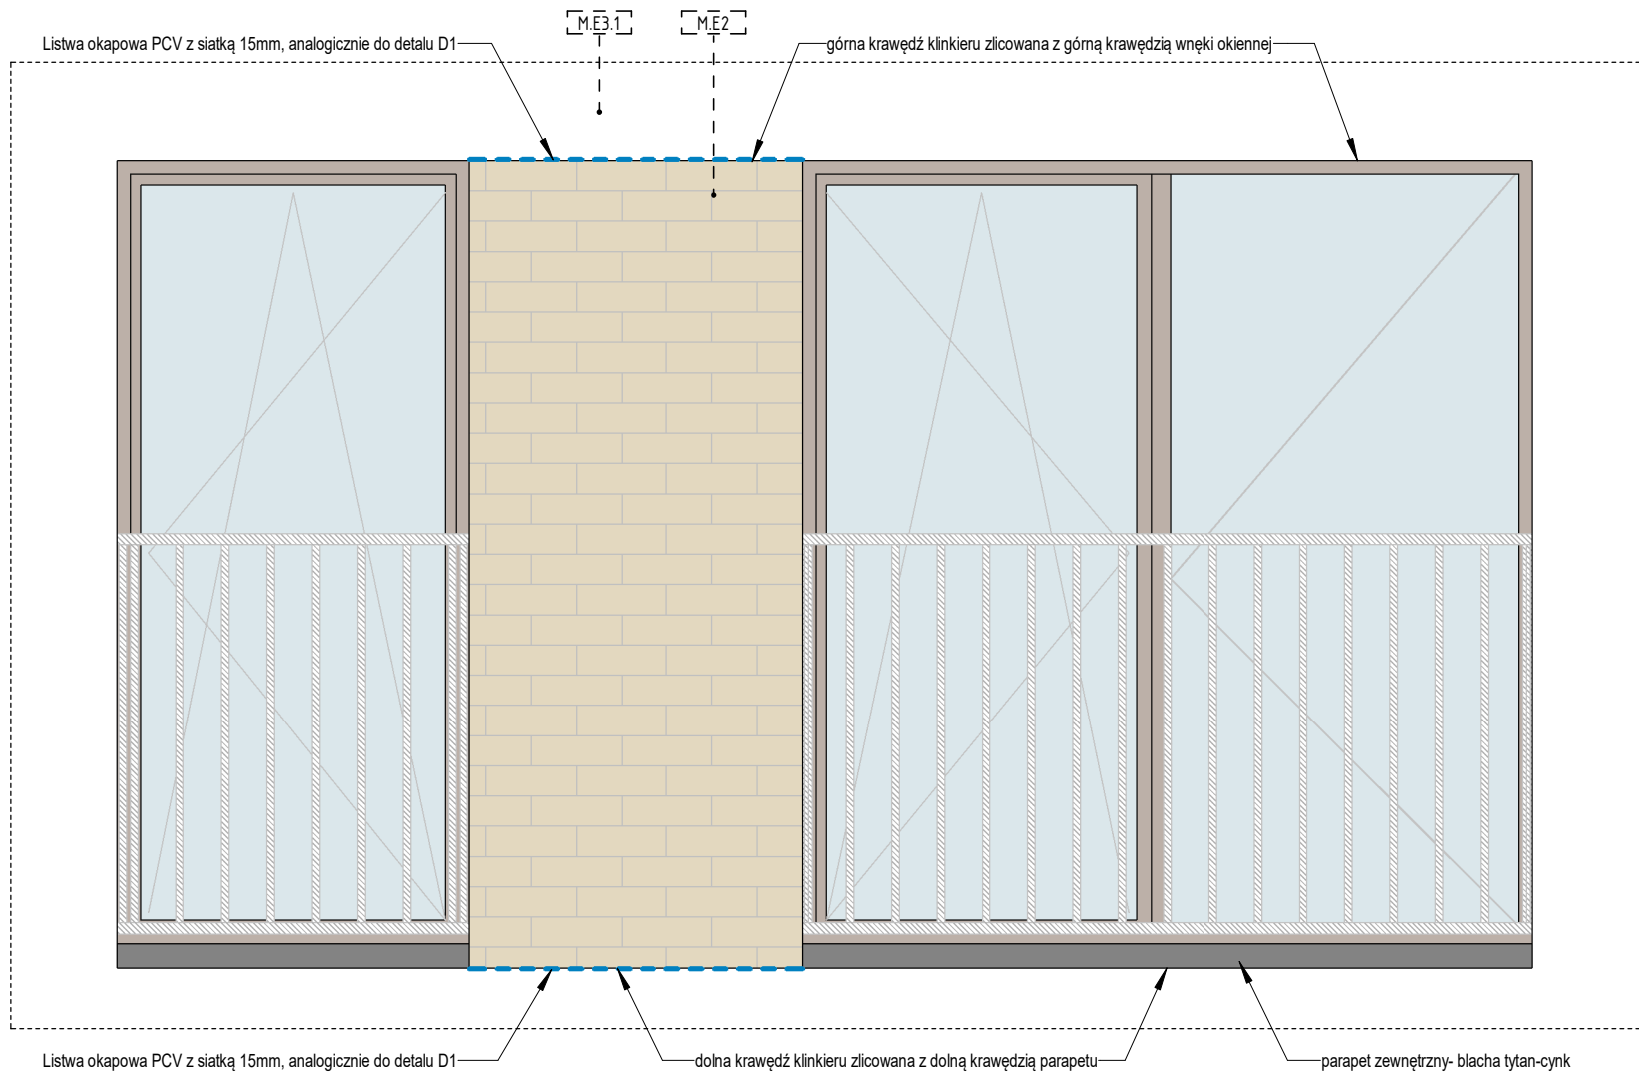 M.E3.1
M.E2
Listwa okapowa PCV z siatką 15mm, analogicznie do detalu D1
górna krawędź klinkieru zlicowana z górną krawędzią wnęki okiennej
Listwa okapowa PCV z siatką 15mm, analogicznie do detalu D1
dolna krawędź klinkieru zlicowana z dolną krawędzią parapetu
parapet zewnętrzny- blacha tytan-cynk